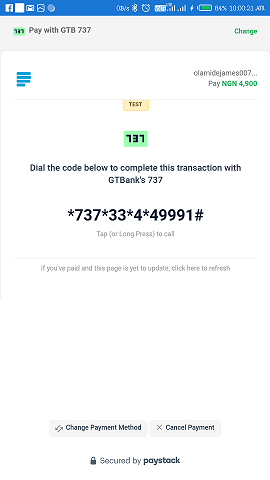 0B/s 84% 10:00:21 AM
737 Pay with GTB 737 Change
olamidejames007...
Pay NGN 4,900
TEST
737
Dial the code below to complete this transaction with
GTBank's 737
*737*33*4*49991#
Tap (or Long Press) to call
If you've paid and this page is yet to update, click here to refresh
Change Payment Method Cancel Payment
Secured by paystack